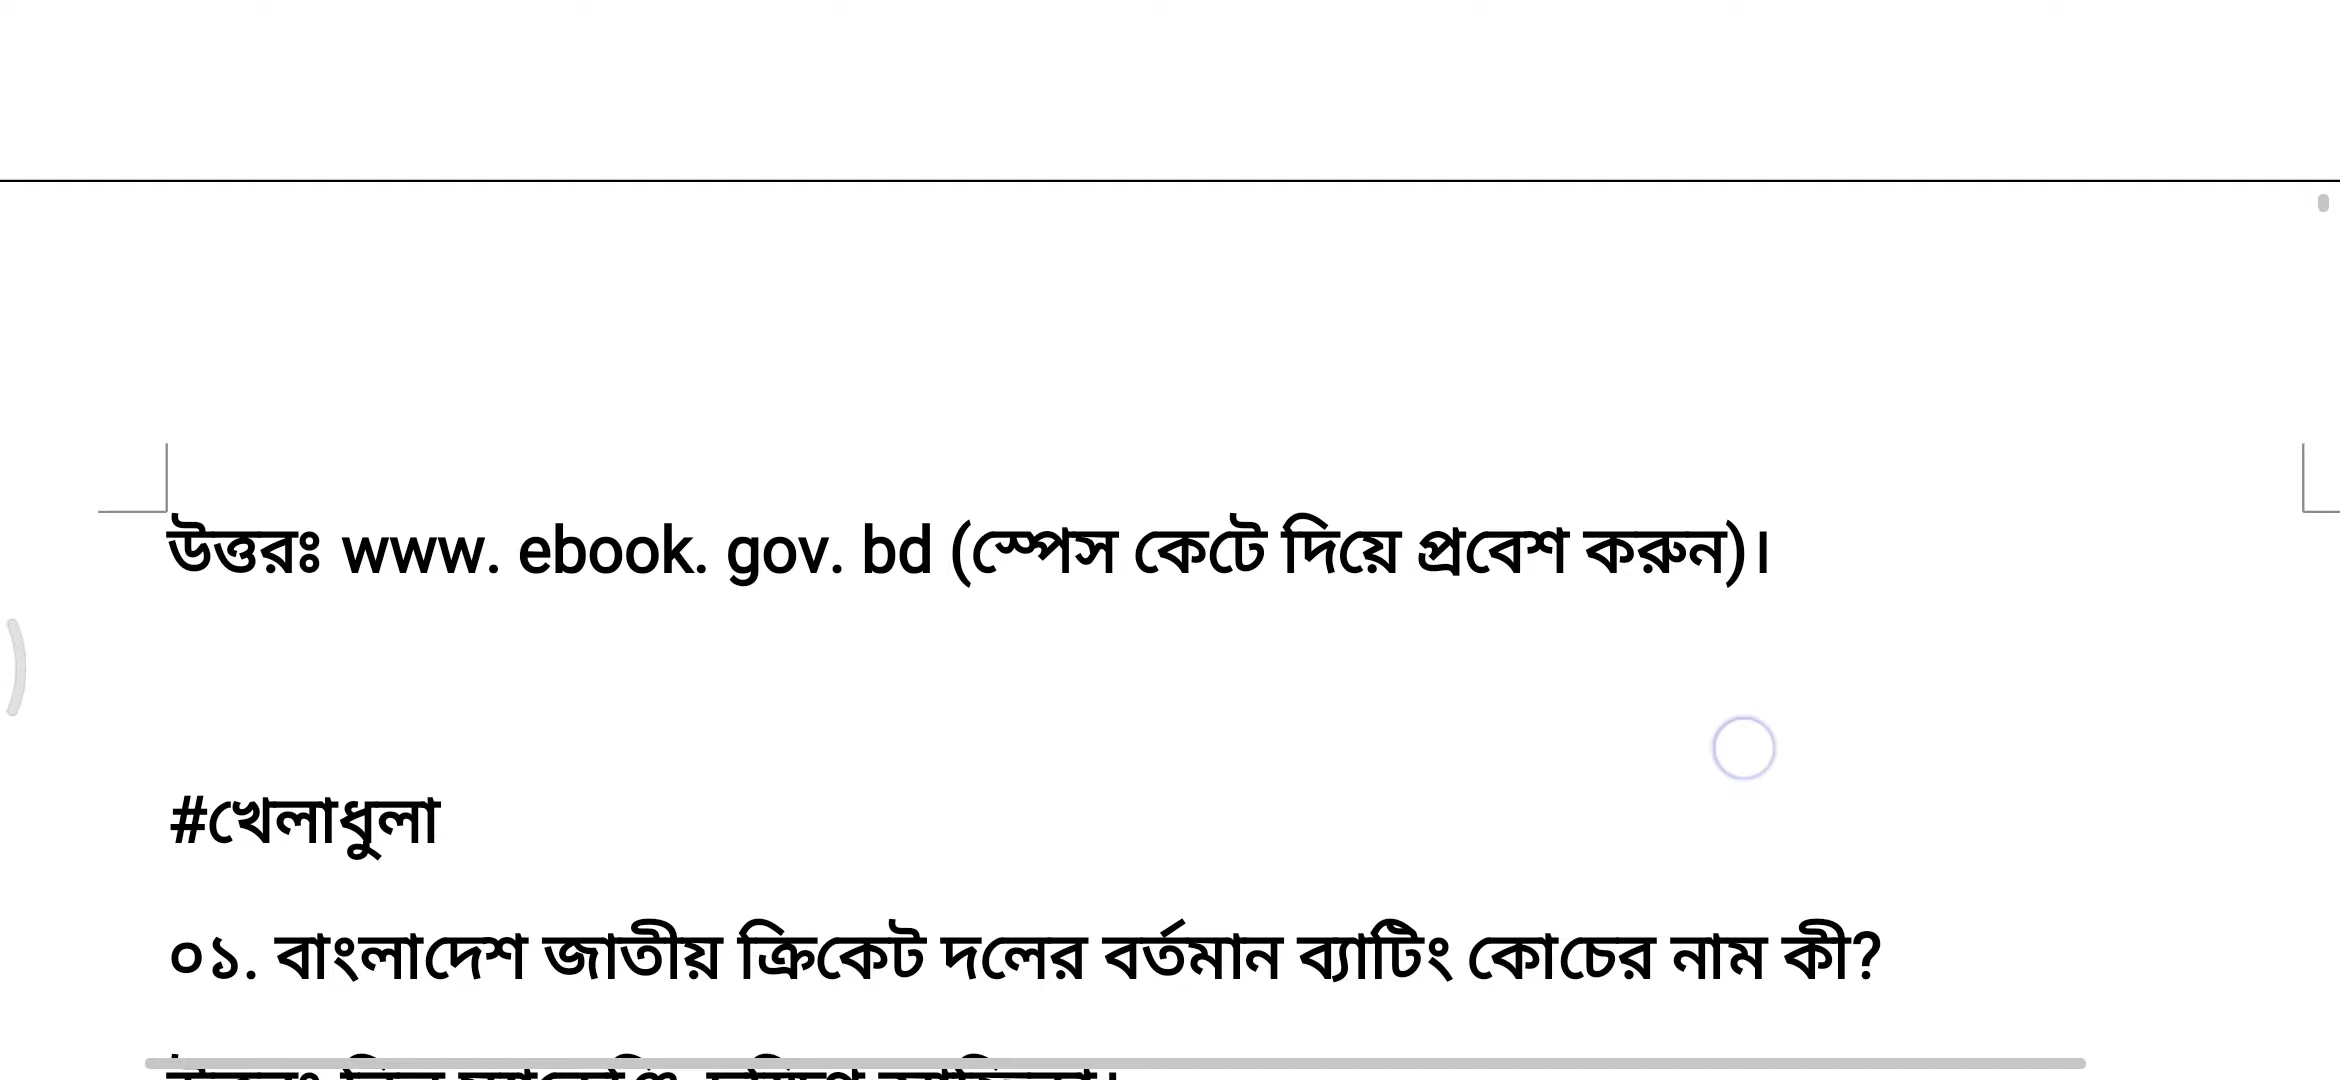 উত্তরঃ www. ebook. gov. bd (স্পেস কেটে দিয়ে প্রবেশ করুন)।
#খেলাধুলা
০১. বাংলাদেশ জাতীয় ক্রিকেট দলের বর্তমান ব্যাটিং কোচের নাম কী?